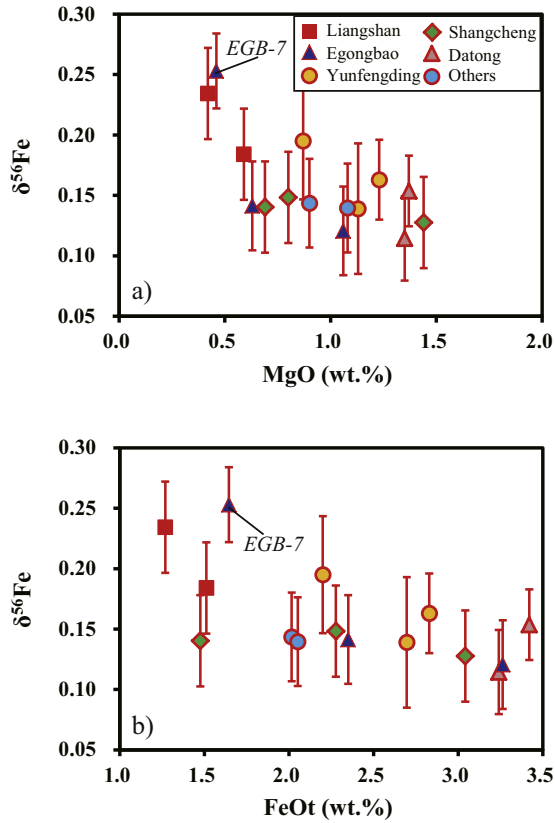 0.30
0.25
0.20
0.15
0.10
0.05
δ⁵⁶Fe
EGB-7
Liangshan
Shangcheng
Egongbao
Datong
Yunfengding
Others
a)
0.0
0.5
1.0
1.5
2.0
MgO (wt.%)
0.30
0.25
0.20
0.15
0.10
0.05
δ⁵⁶Fe
EGB-7
b)
1.0
1.5
2.0
2.5
3.0
3.5
FeOt (wt.%)